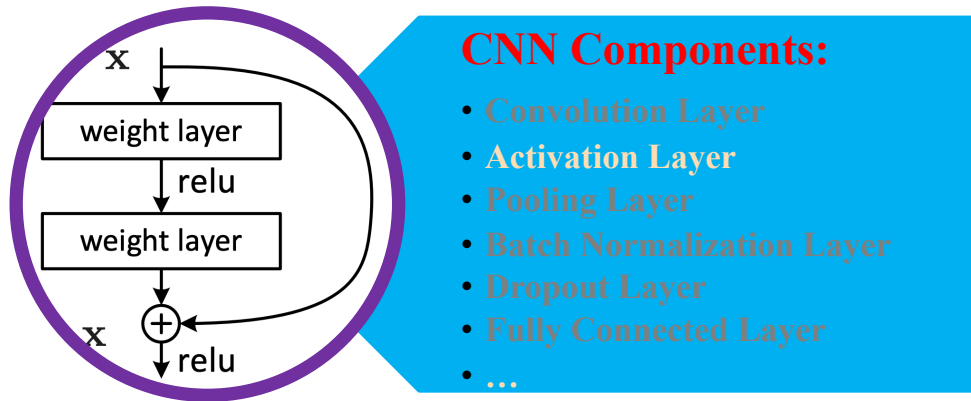 x
weight layer
relu
weight layer
+
x
relu
CNN Components:
• Convolution Layer
• Activation Layer
• Pooling Layer
• Batch Normalization Layer
• Dropout Layer
• Fully Connected Layer
• ...